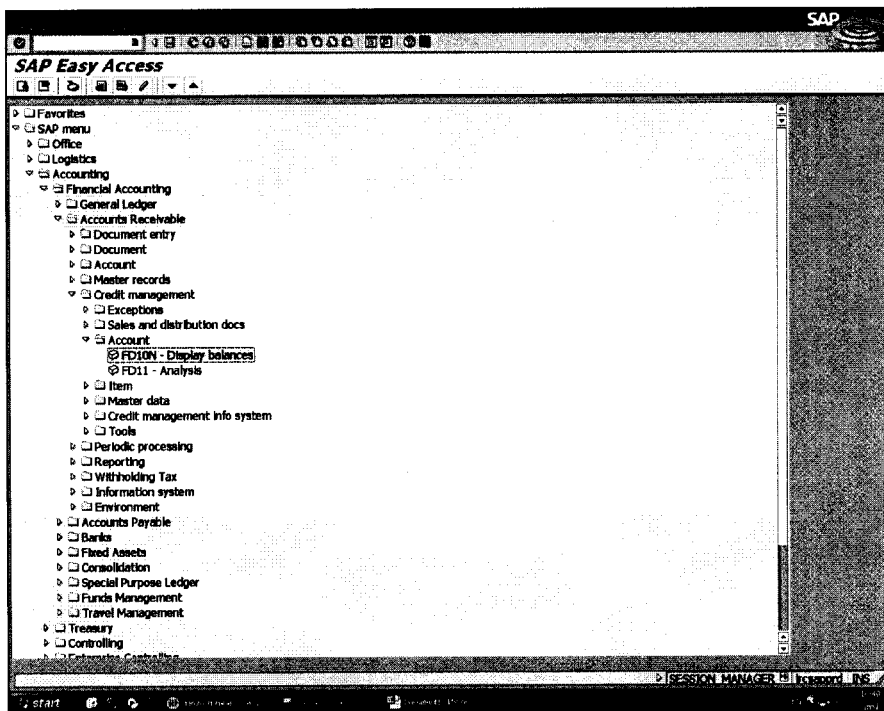 SAP
SAP Easy Access
Favorites
SAP menu
Office
Logistics
Accounting
Financial Accounting
General Ledger
Accounts Receivable
Document entry
Document
Account
Master records
Credit management
Exceptions
Sales and distribution docs
Account
FD10N - Display balances
FD11 - Analysis
Item
Master data
Credit management info system
Tools
Periodic processing
Reporting
Withholding Tax
Information system
Environment
Accounts Payable
Banks
Fixed Assets
Consolidation
Special Purpose Ledger
Funds Management
Travel Management
Treasury
Controlling
Enterprise Controlling
SESSION_MANAGER INS
start